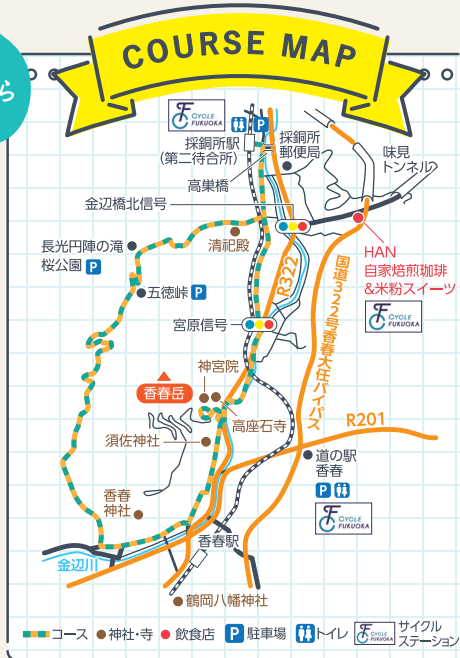 ら
COURSE MAP
CYCLE
FUKUOKA
P
採銅所駅
(第二待合所)
採銅所
郵便局
味見
トンネル
高巣橋
金辺橋北信号
長光円陣の滝
桜公園 P
清祀殿
HAN
自家焙煎珈琲
&米粉スイーツ
CYCLE
FUKUOKA
R322
国道322号香春大任バイパス
五徳峠 P
宮原信号
神宮院
香春岳
高座石寺
R201
須佐神社
道の駅
香春
P
CYCLE
FUKUOKA
香春
神社
香春駅
金辺川
鶴岡八幡神社
コース 神社・寺 飲食店 P 駐車場 トイレ CYCLE FUKUOKA サイクル
ステーション